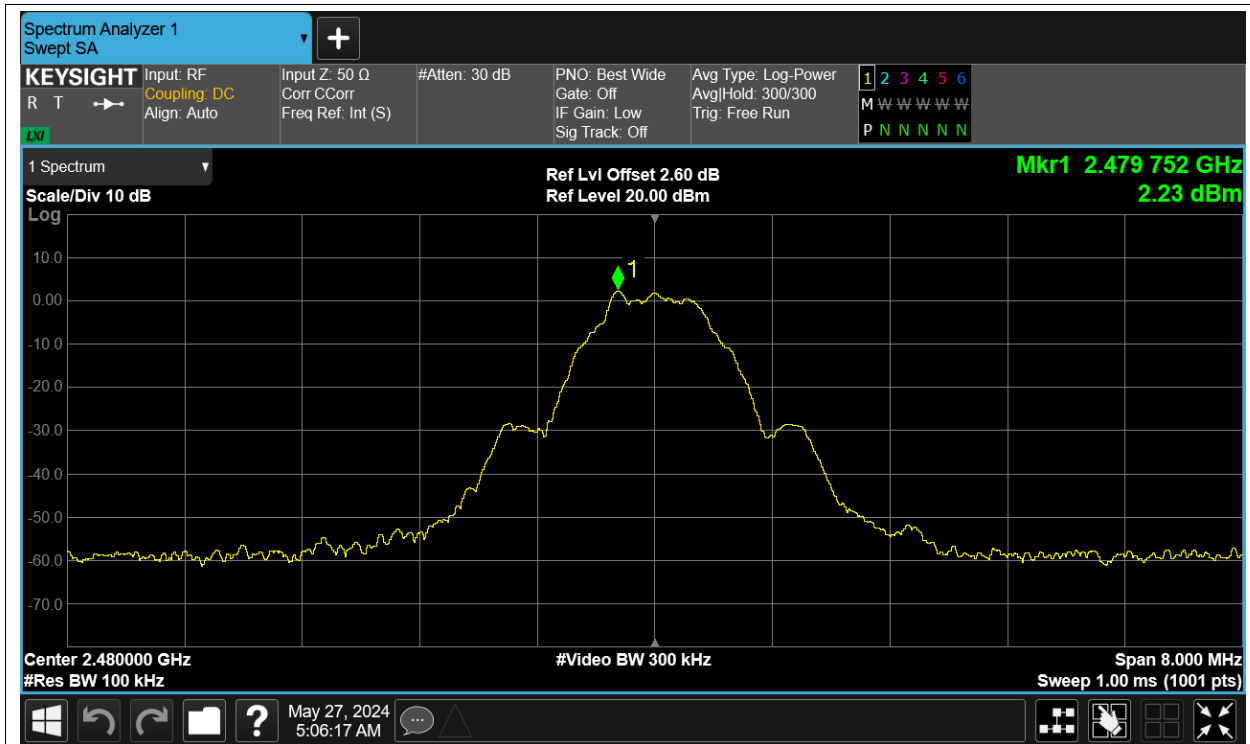 Spectrum Analyzer 1
Swept SA
+
KEYSIGHT
R T
LXI
Input: RF
Coupling: DC
Align: Auto
Input Z: 50 Ω
Corr CCorr
Freq Ref: Int (S)
#Atten: 30 dB
PNO: Best Wide
Gate: Off
IF Gain: Low
Sig Track: Off
Avg Type: Log-Power
Avg|Hold: 300/300
Trig: Free Run
1 2 3 4 5 6
M W W W W W
P N N N N N
1 Spectrum
Scale/Div 10 dB
Ref Lvl Offset 2.60 dB
Ref Level 20.00 dBm
Mkr1 2.479 752 GHz
2.23 dBm
Log
10.0
0.00
-10.0
-20.0
-30.0
-40.0
-50.0
-60.0
-70.0
1
Center 2.480000 GHz
#Res BW 100 kHz
#Video BW 300 kHz
Span 8.000 MHz
Sweep 1.00 ms (1001 pts)
?
May 27, 2024
5:06:17 AM